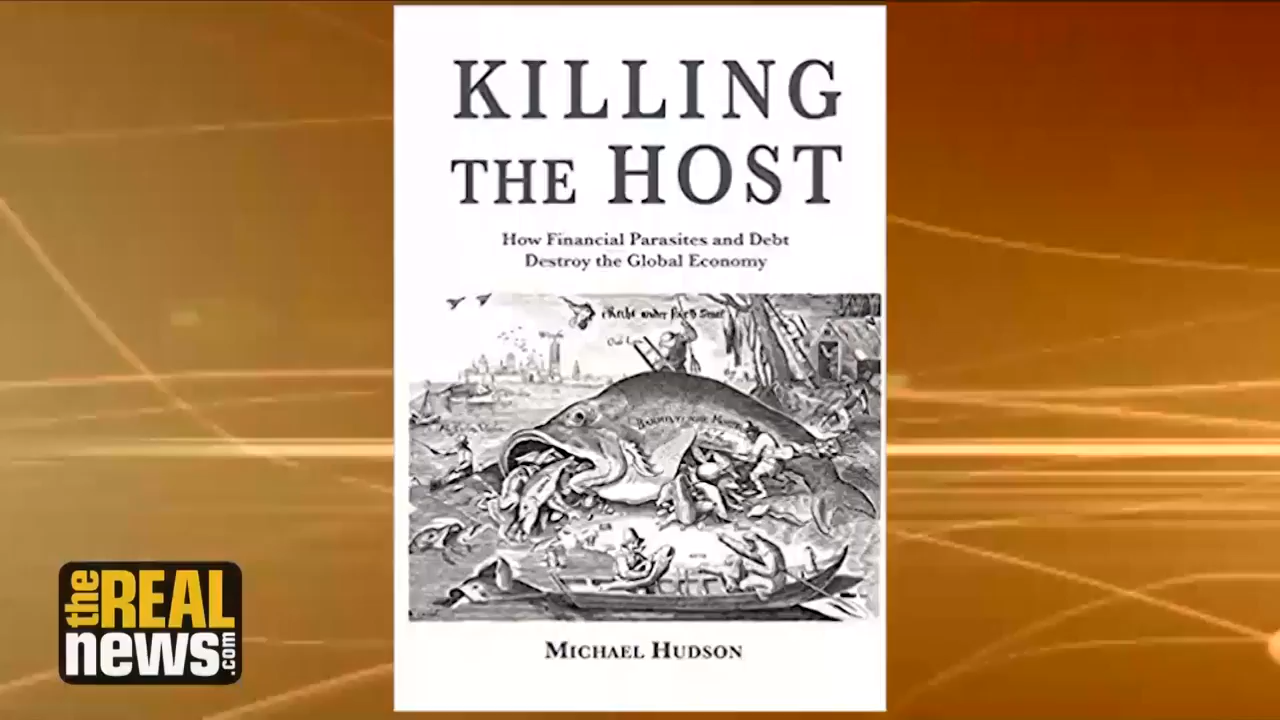 KILLING
THE HOST
How Financial Parasites and Debt
Destroy the Global Economy
MICHAEL HUDSON
the REAL
news.com